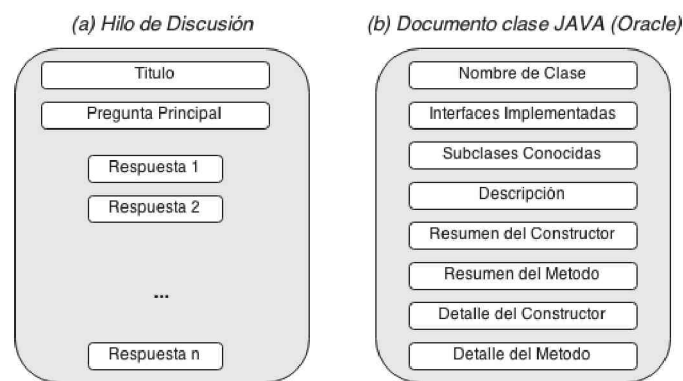 (a) Hilo de Discusión
Titulo
Pregunta Principal
Respuesta 1
Respuesta 2
...
Respuesta n
(b) Documento clase JAVA (Oracle)
Nombre de Clase
Interfaces Implementadas
Subclases Conocidas
Descripción
Resumen del Constructor
Resumen del Metodo
Detalle del Constructor
Detalle del Metodo